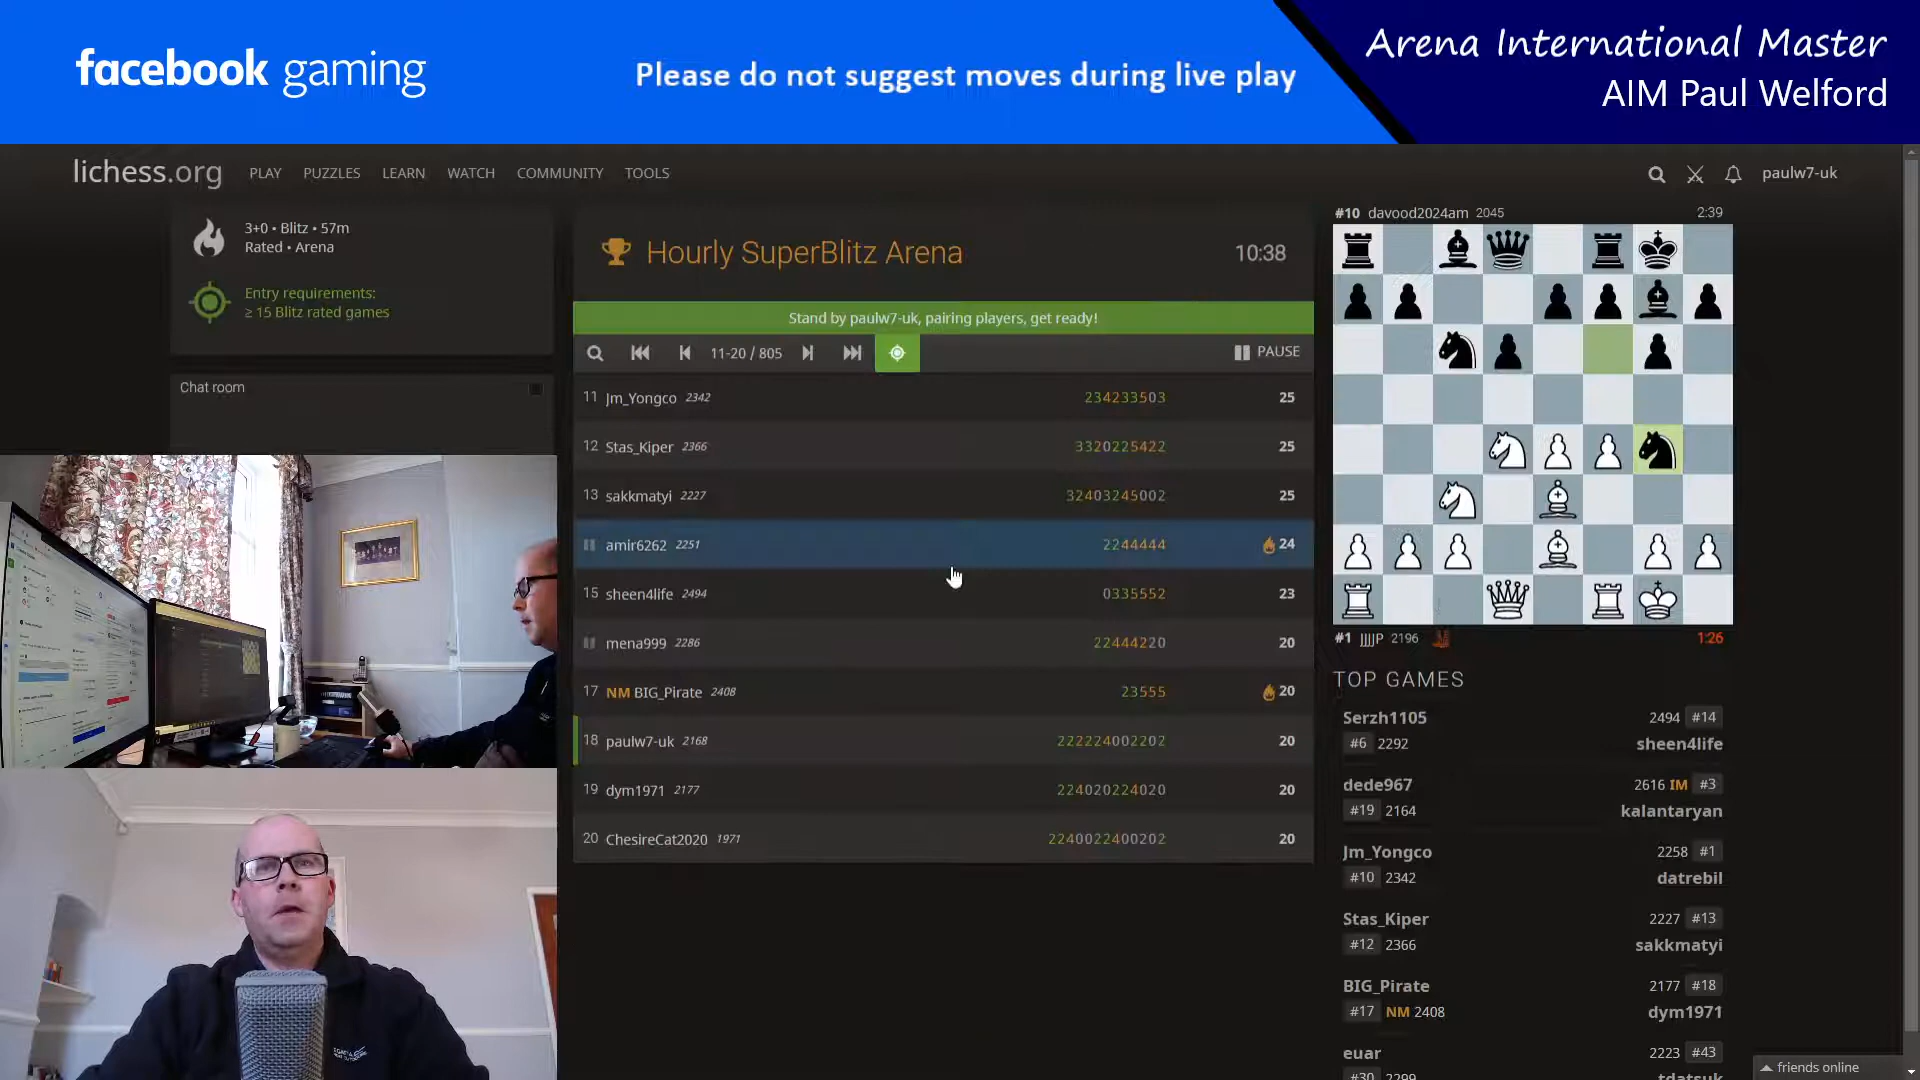 facebook gaming
Please do not suggest moves during live play
Arena International Master
AIM Paul Welford
lichess.org
PLAY PUZZLES LEARN WATCH COMMUNITY TOOLS
paulw7-uk
3+0 • Blitz • 57m
Rated • Arena
Entry requirements:
≥ 15 Blitz rated games
Chat room
Hourly SuperBlitz Arena 10:38
Stand by paulw7-uk, pairing players, get ready!
11-20 / 805 PAUSE
11 Jm_Yongco 2342 234233503 25
12 Stas_Kiper 2366 3320225422 25
13 sakkmatyi 2227 32403245002 25
amir6262 2251 2244444 24
15 sheen4life 2494 0335552 23
mena999 2286 22444220 20
17 NM BIG_Pirate 2408 23555 20
18 paulw7-uk 2168 222224002202 20
19 dym1971 2177 224020224020 20
20 ChesireCat2020 1971 2240022400202 20
#10 davood2024am 2045 2:39
#1 JJJJP 2196 1:26
TOP GAMES
Serzh1105 2494 #14
#6 2292 sheen4life
dede967 2616 IM #3
#19 2164 kalantaryan
Jm_Yongco 2258 #1
#10 2342 datrebil
Stas_Kiper 2227 #13
#12 2366 sakkmatyi
BIG_Pirate 2177 #18
#17 NM 2408 dym1971
euar 2223 #43
#30 2299 tdatsuk
friends online